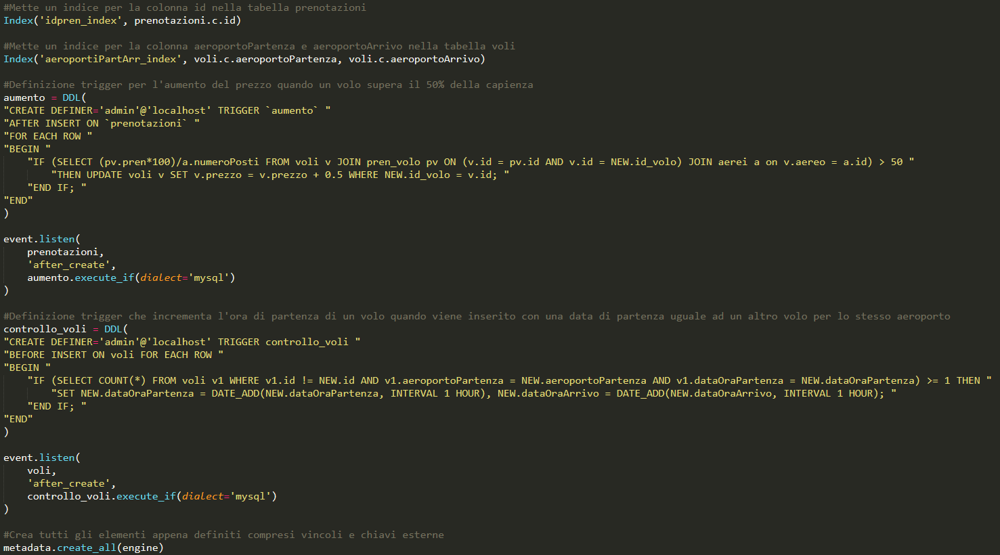 #Mette un indice per la colonna id nella tabella prenotazioni
Index('idpren_index', prenotazioni.c.id)
#Mette un indice per la colonna aeroportoPartenza e aeroportoArrivo nella tabella voli
Index('aeroportiPartArr_index', voli.c.aeroportoPartenza, voli.c.aeroportoArrivo)
#Definizione trigger per l'aumento del prezzo quando un volo supera il 50% della capienza
aumento = DDL(
"CREATE DEFINER='admin'@'localhost' TRIGGER `aumento` "
"AFTER INSERT ON `prenotazioni` "
"FOR EACH ROW "
"BEGIN "
"IF (SELECT (pv.pren*100)/a.numeroPosti FROM voli v JOIN pren_volo pv ON (v.id = pv.id AND v.id = NEW.id_volo) JOIN aerei a on v.aereo = a.id) > 50 "
"THEN UPDATE voli v SET v.prezzo = v.prezzo + 0.5 WHERE NEW.id_volo = v.id; "
"END IF; "
"END"
)
event.listen(
prenotazioni,
'after_create',
aumento.execute_if(dialect='mysql')
)
#Definizione trigger che incrementa l'ora di partenza di un volo quando viene inserito con una data di partenza uguale ad un altro volo per lo stesso aeroporto
controllo_voli = DDL(
"CREATE DEFINER='admin'@'localhost' TRIGGER controllo_voli "
"BEFORE INSERT ON voli FOR EACH ROW "
"BEGIN "
"IF (SELECT COUNT(*) FROM voli v1 WHERE v1.id != NEW.id AND v1.aeroportoPartenza = NEW.aeroportoPartenza AND v1.dataOraPartenza = NEW.dataOraPartenza) >= 1 THEN "
"SET NEW.dataOraPartenza = DATE_ADD(NEW.dataOraPartenza, INTERVAL 1 HOUR), NEW.dataOraArrivo = DATE_ADD(NEW.dataOraArrivo, INTERVAL 1 HOUR); "
"END IF; "
"END"
)
event.listen(
voli,
'after_create',
controllo_voli.execute_if(dialect='mysql')
)
#Crea tutti gli elementi appena definiti compresi vincoli e chiavi esterne
metadata.create_all(engine)